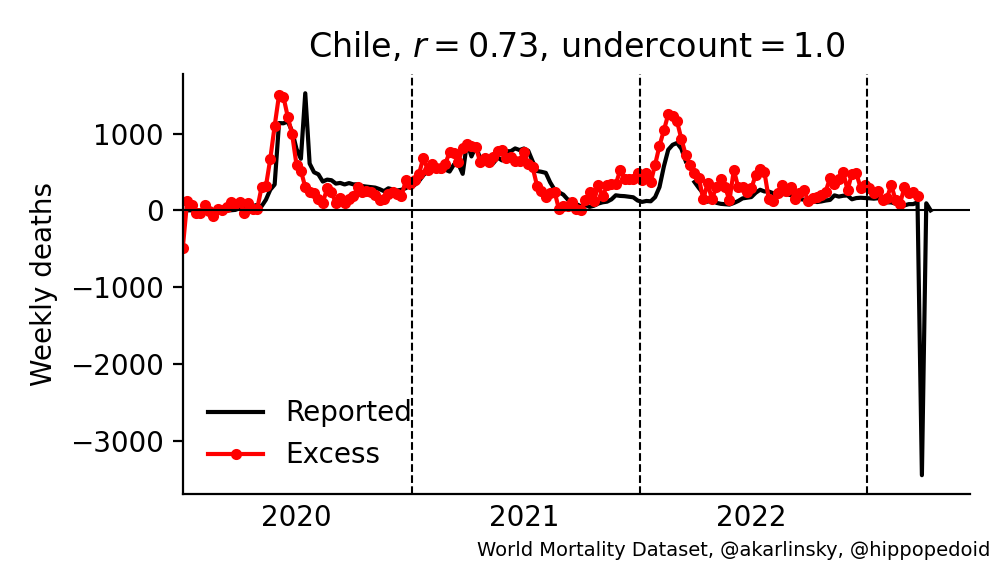 Chile, r = 0.73, undercount = 1.0
Weekly deaths
1000
0
−1000
−2000
−3000
Reported
Excess
2020 2021 2022
World Mortality Dataset, @akarlinsky, @hippopedoid